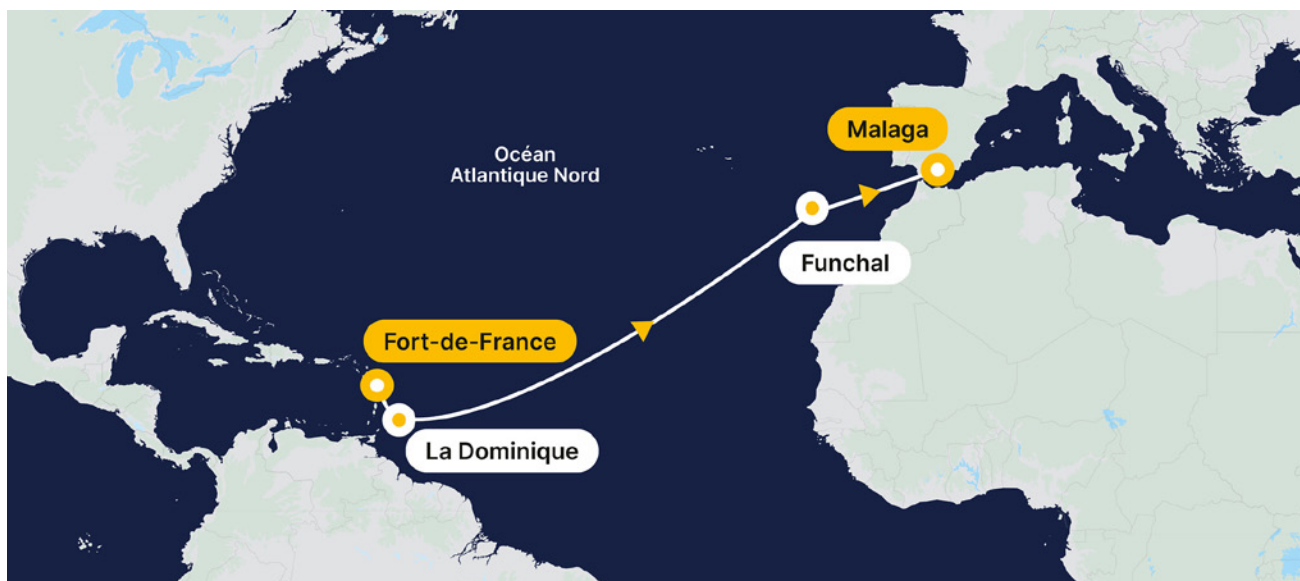 Malaga
Océan
Atlantique Nord
Funchal
Fort-de-France
La Dominique